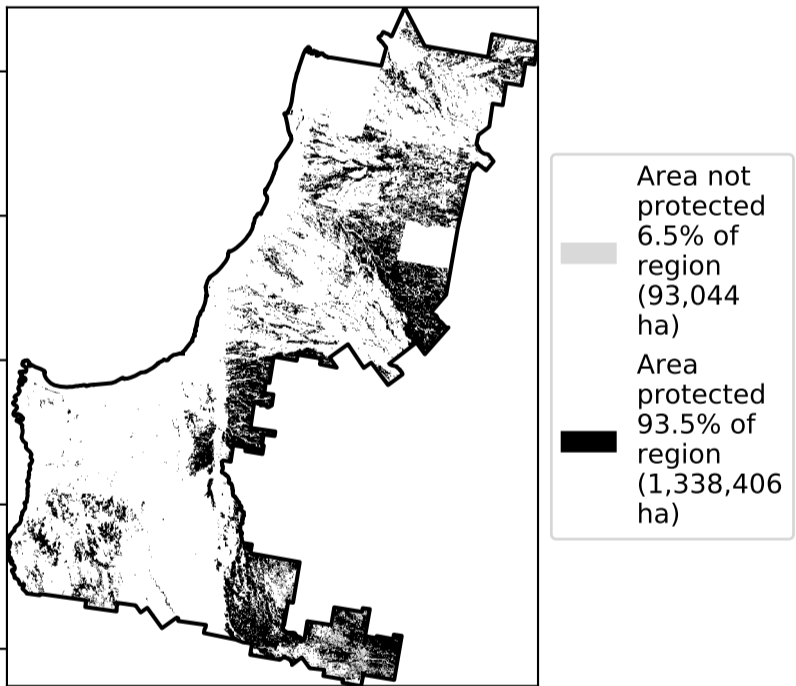 Area not
protected
6.5% of
region
(93,044
ha)
Area
protected
93.5% of
region
(1,338,406
ha)